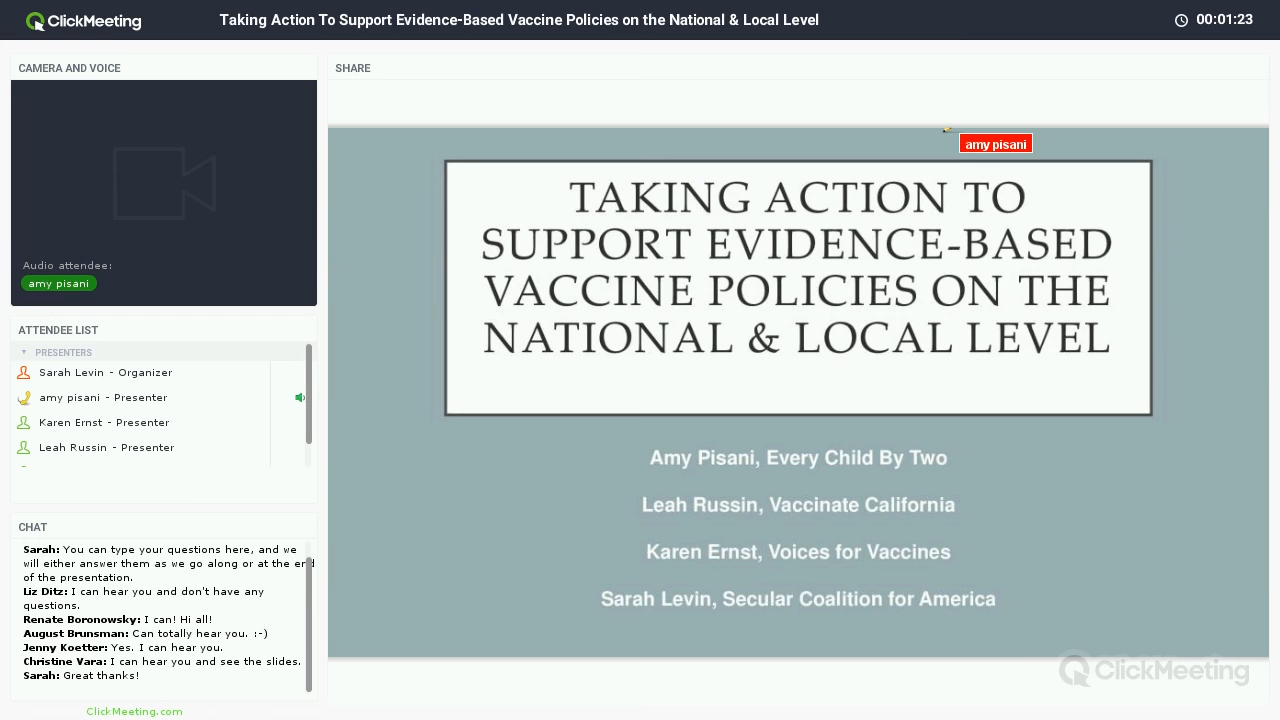 ClickMeeting
Taking Action To Support Evidence-Based Vaccine Policies on the National & Local Level
00:01:23
CAMERA AND VOICE
Audio attendee:
amy pisani
ATTENDEE LIST
PRESENTERS
Sarah Levin - Organizer
amy pisani - Presenter
Karen Ernst - Presenter
Leah Russin - Presenter
CHAT
Sarah: You can type your questions here, and we
will either answer them as we go along or at the end
of the presentation.
Liz Ditz: I can hear you and don't have any
questions.
Renate Boronowsky: I can! Hi all!
August Brunsman: Can totally hear you. :-)
Jenny Koetter: Yes. I can hear you.
Christine Vara: I can hear you and see the slides.
Sarah: Great thanks!
ClickMeeting.com
SHARE
amy pisani
TAKING ACTION TO
SUPPORT EVIDENCE-BASED
VACCINE POLICIES ON THE
NATIONAL & LOCAL LEVEL
Amy Pisani, Every Child By Two
Leah Russin, Vaccinate California
Karen Ernst, Voices for Vaccines
Sarah Levin, Secular Coalition for America
ClickMeeting